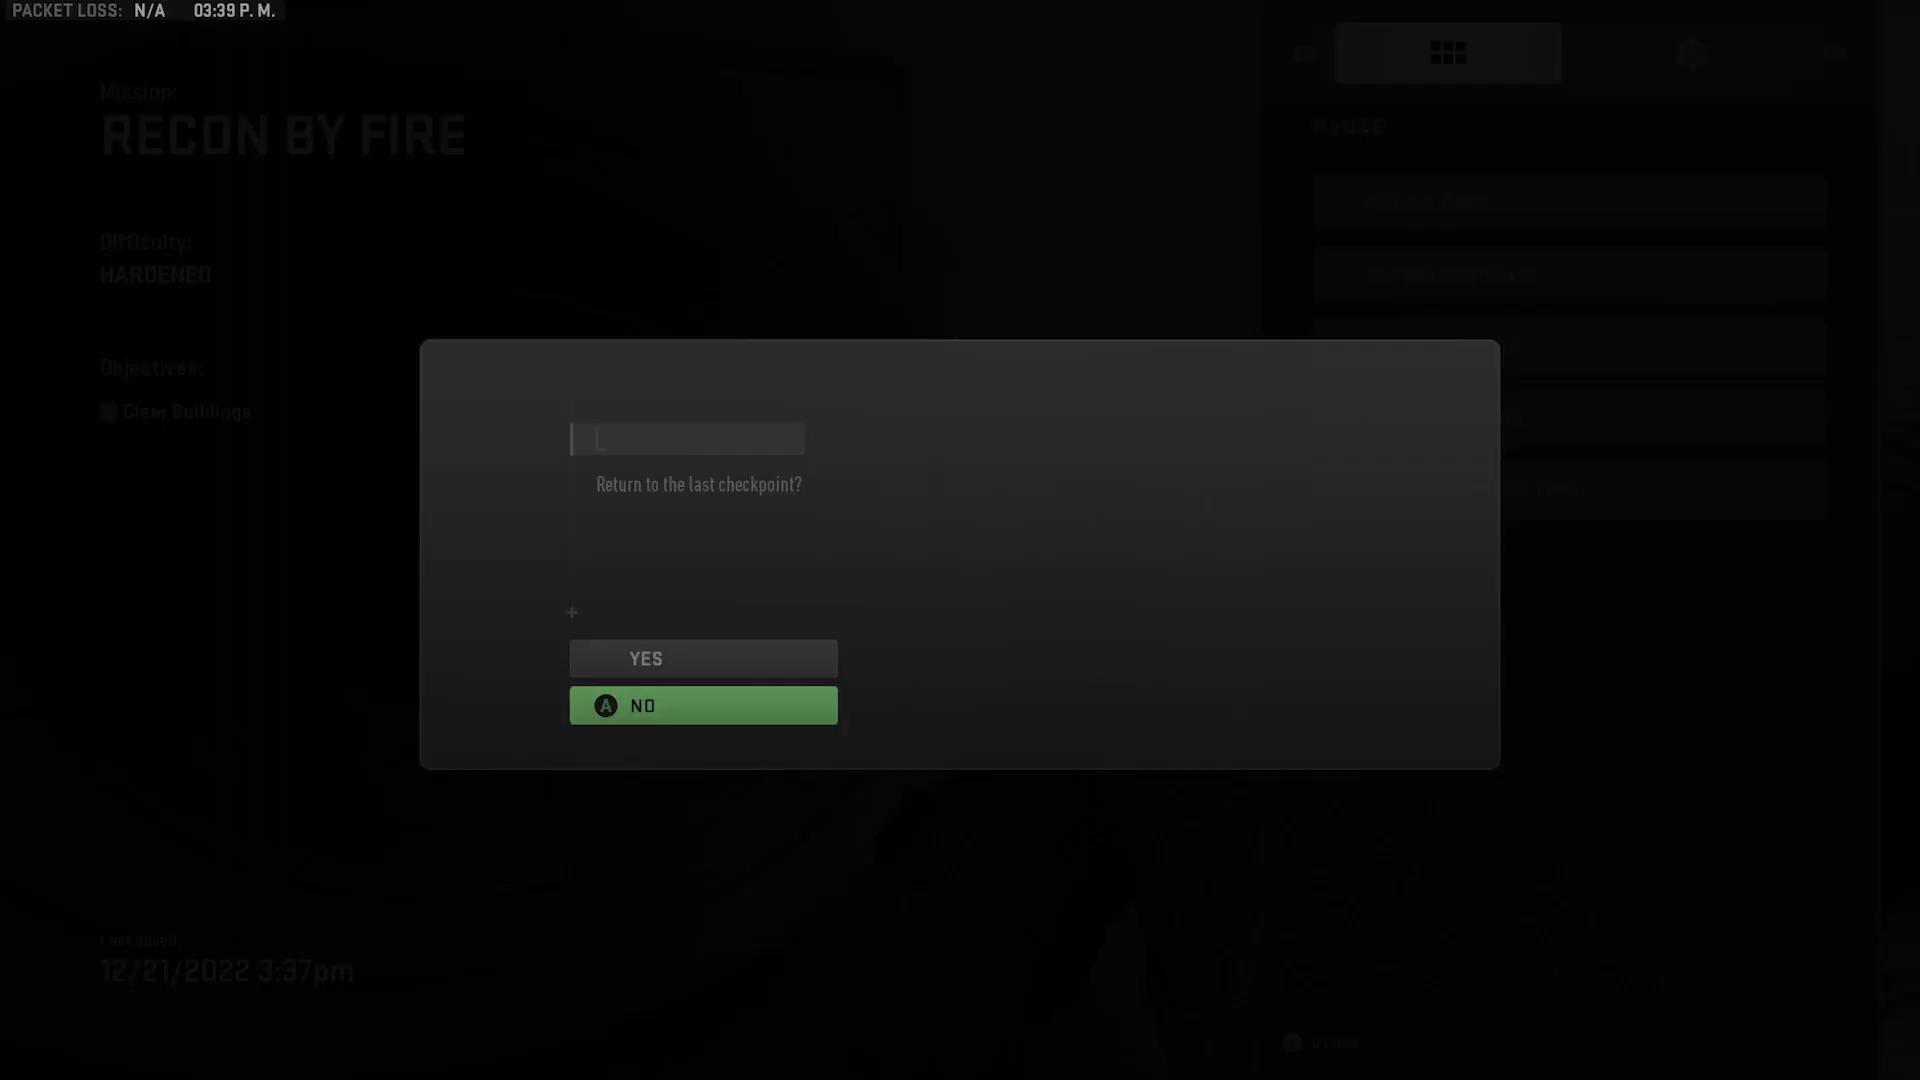 PACKET LOSS: N/A 03:39 P. M.
Mission:
RECON BY FIRE
PAUSE
Difficulty:
HARDENED
Objectives:
Clear Buildings
L
Return to the last checkpoint?
+
YES
A NO
Last saved
12/21/2022 3:37pm